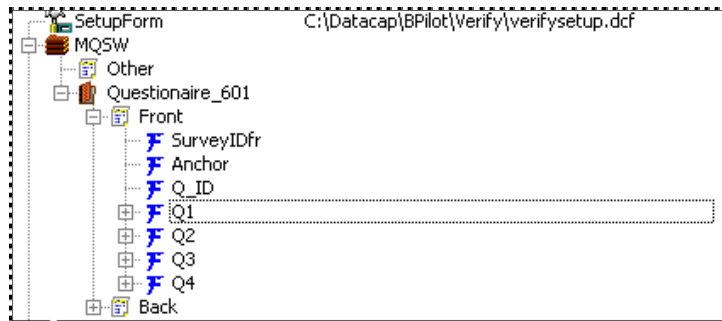 SetupForm C:\Datacap\BPilot\Verify\verifysetup.dcf
MQSW
Other
Questionaire_601
Front
SurveyIDfr
Anchor
Q_ID
Q1
Q2
Q3
Q4
Back